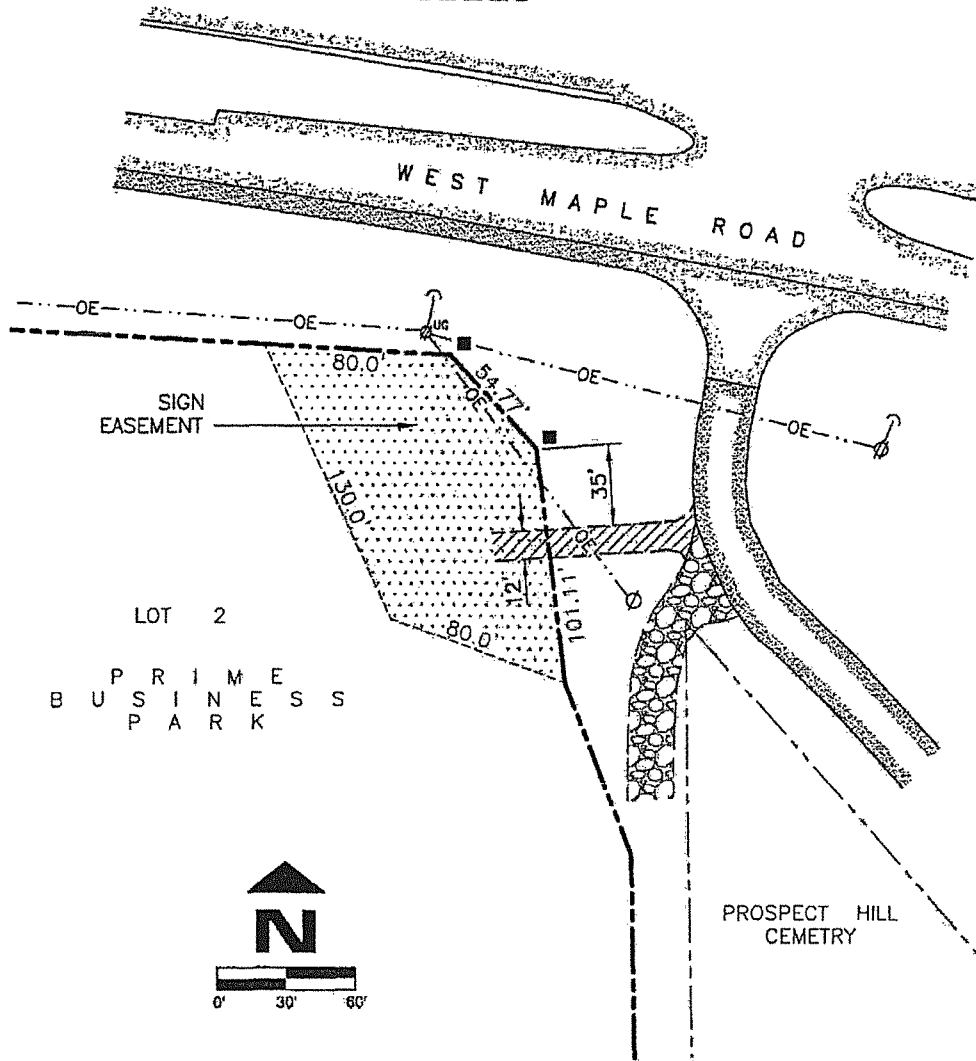 WEST MAPLE ROAD
OE
OE
UG
80.0'
54.77'
OE
OE
OE
SIGN
EASEMENT
130.0'
35'
OE
12'
101.11'
80.0'
LOT 2
PRIME
BUSINESS
PARK
N
0' 30' 60'
PROSPECT HILL
CEMETRY